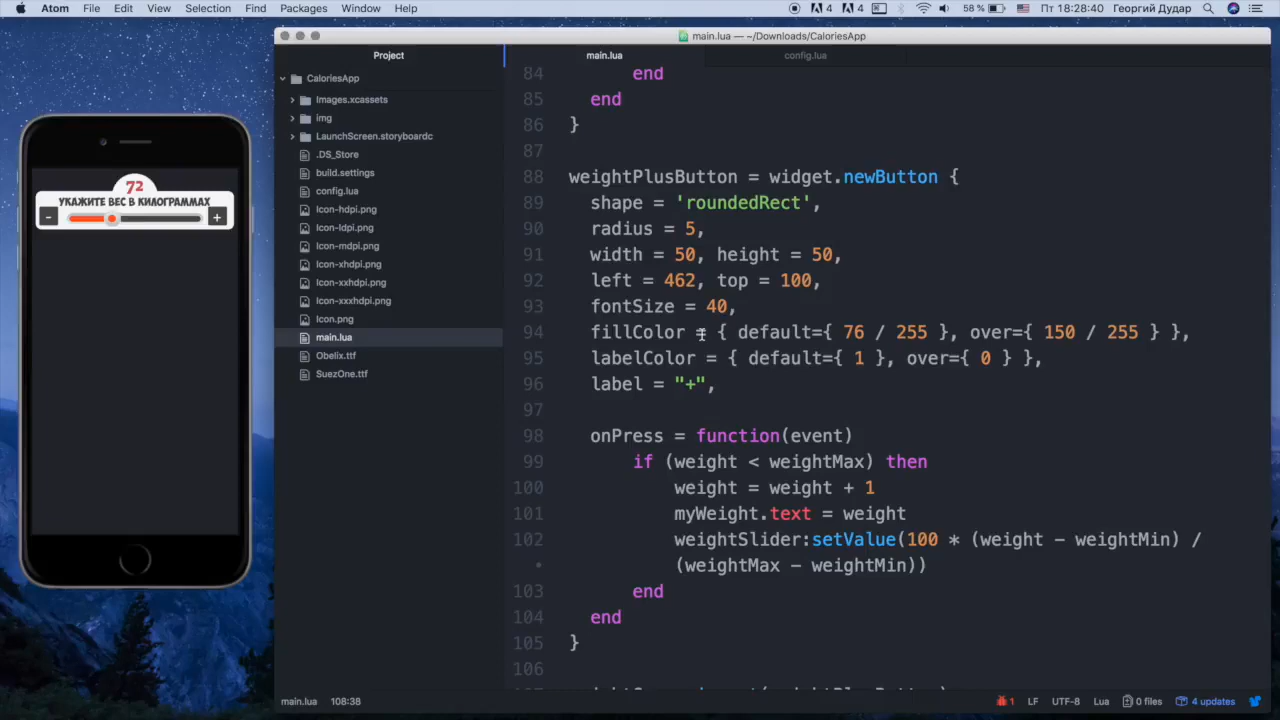 Atom File Edit View Selection Find Packages Window Help 4 4 58 % Пт 18:28:40 Георгий Дудар
main.lua — ~/Downloads/CaloriesApp
Project
main.lua
config.lua
CaloriesApp
Images.xcassets
img
LaunchScreen.storyboardc
.DS_Store
build.settings
config.lua
Icon-hdpi.png
Icon-ldpi.png
Icon-mdpi.png
Icon-xhdpi.png
Icon-xxhdpi.png
Icon-xxxhdpi.png
Icon.png
main.lua
Obelix.ttf
SuezOne.ttf
72
УКАЖИТЕ ВЕС В КИЛОГРАММАХ
- +
84 end
85 end
86 }
87
88 weightPlusButton = widget.newButton {
89 shape = 'roundedRect',
90 radius = 5,
91 width = 50, height = 50,
92 left = 462, top = 100,
93 fontSize = 40,
94 fillColor = { default={ 76 / 255 }, over={ 150 / 255 } },
95 labelColor = { default={ 1 }, over={ 0 } },
96 label = "+",
97
98 onPress = function(event)
99 if (weight < weightMax) then
100 weight = weight + 1
101 myWeight.text = weight
102 weightSlider:setValue(100 * (weight - weightMin) /
• (weightMax - weightMin))
103 end
104 end
105 }
106
main.lua 108:38
1 LF UTF-8 Lua 0 files 4 updates